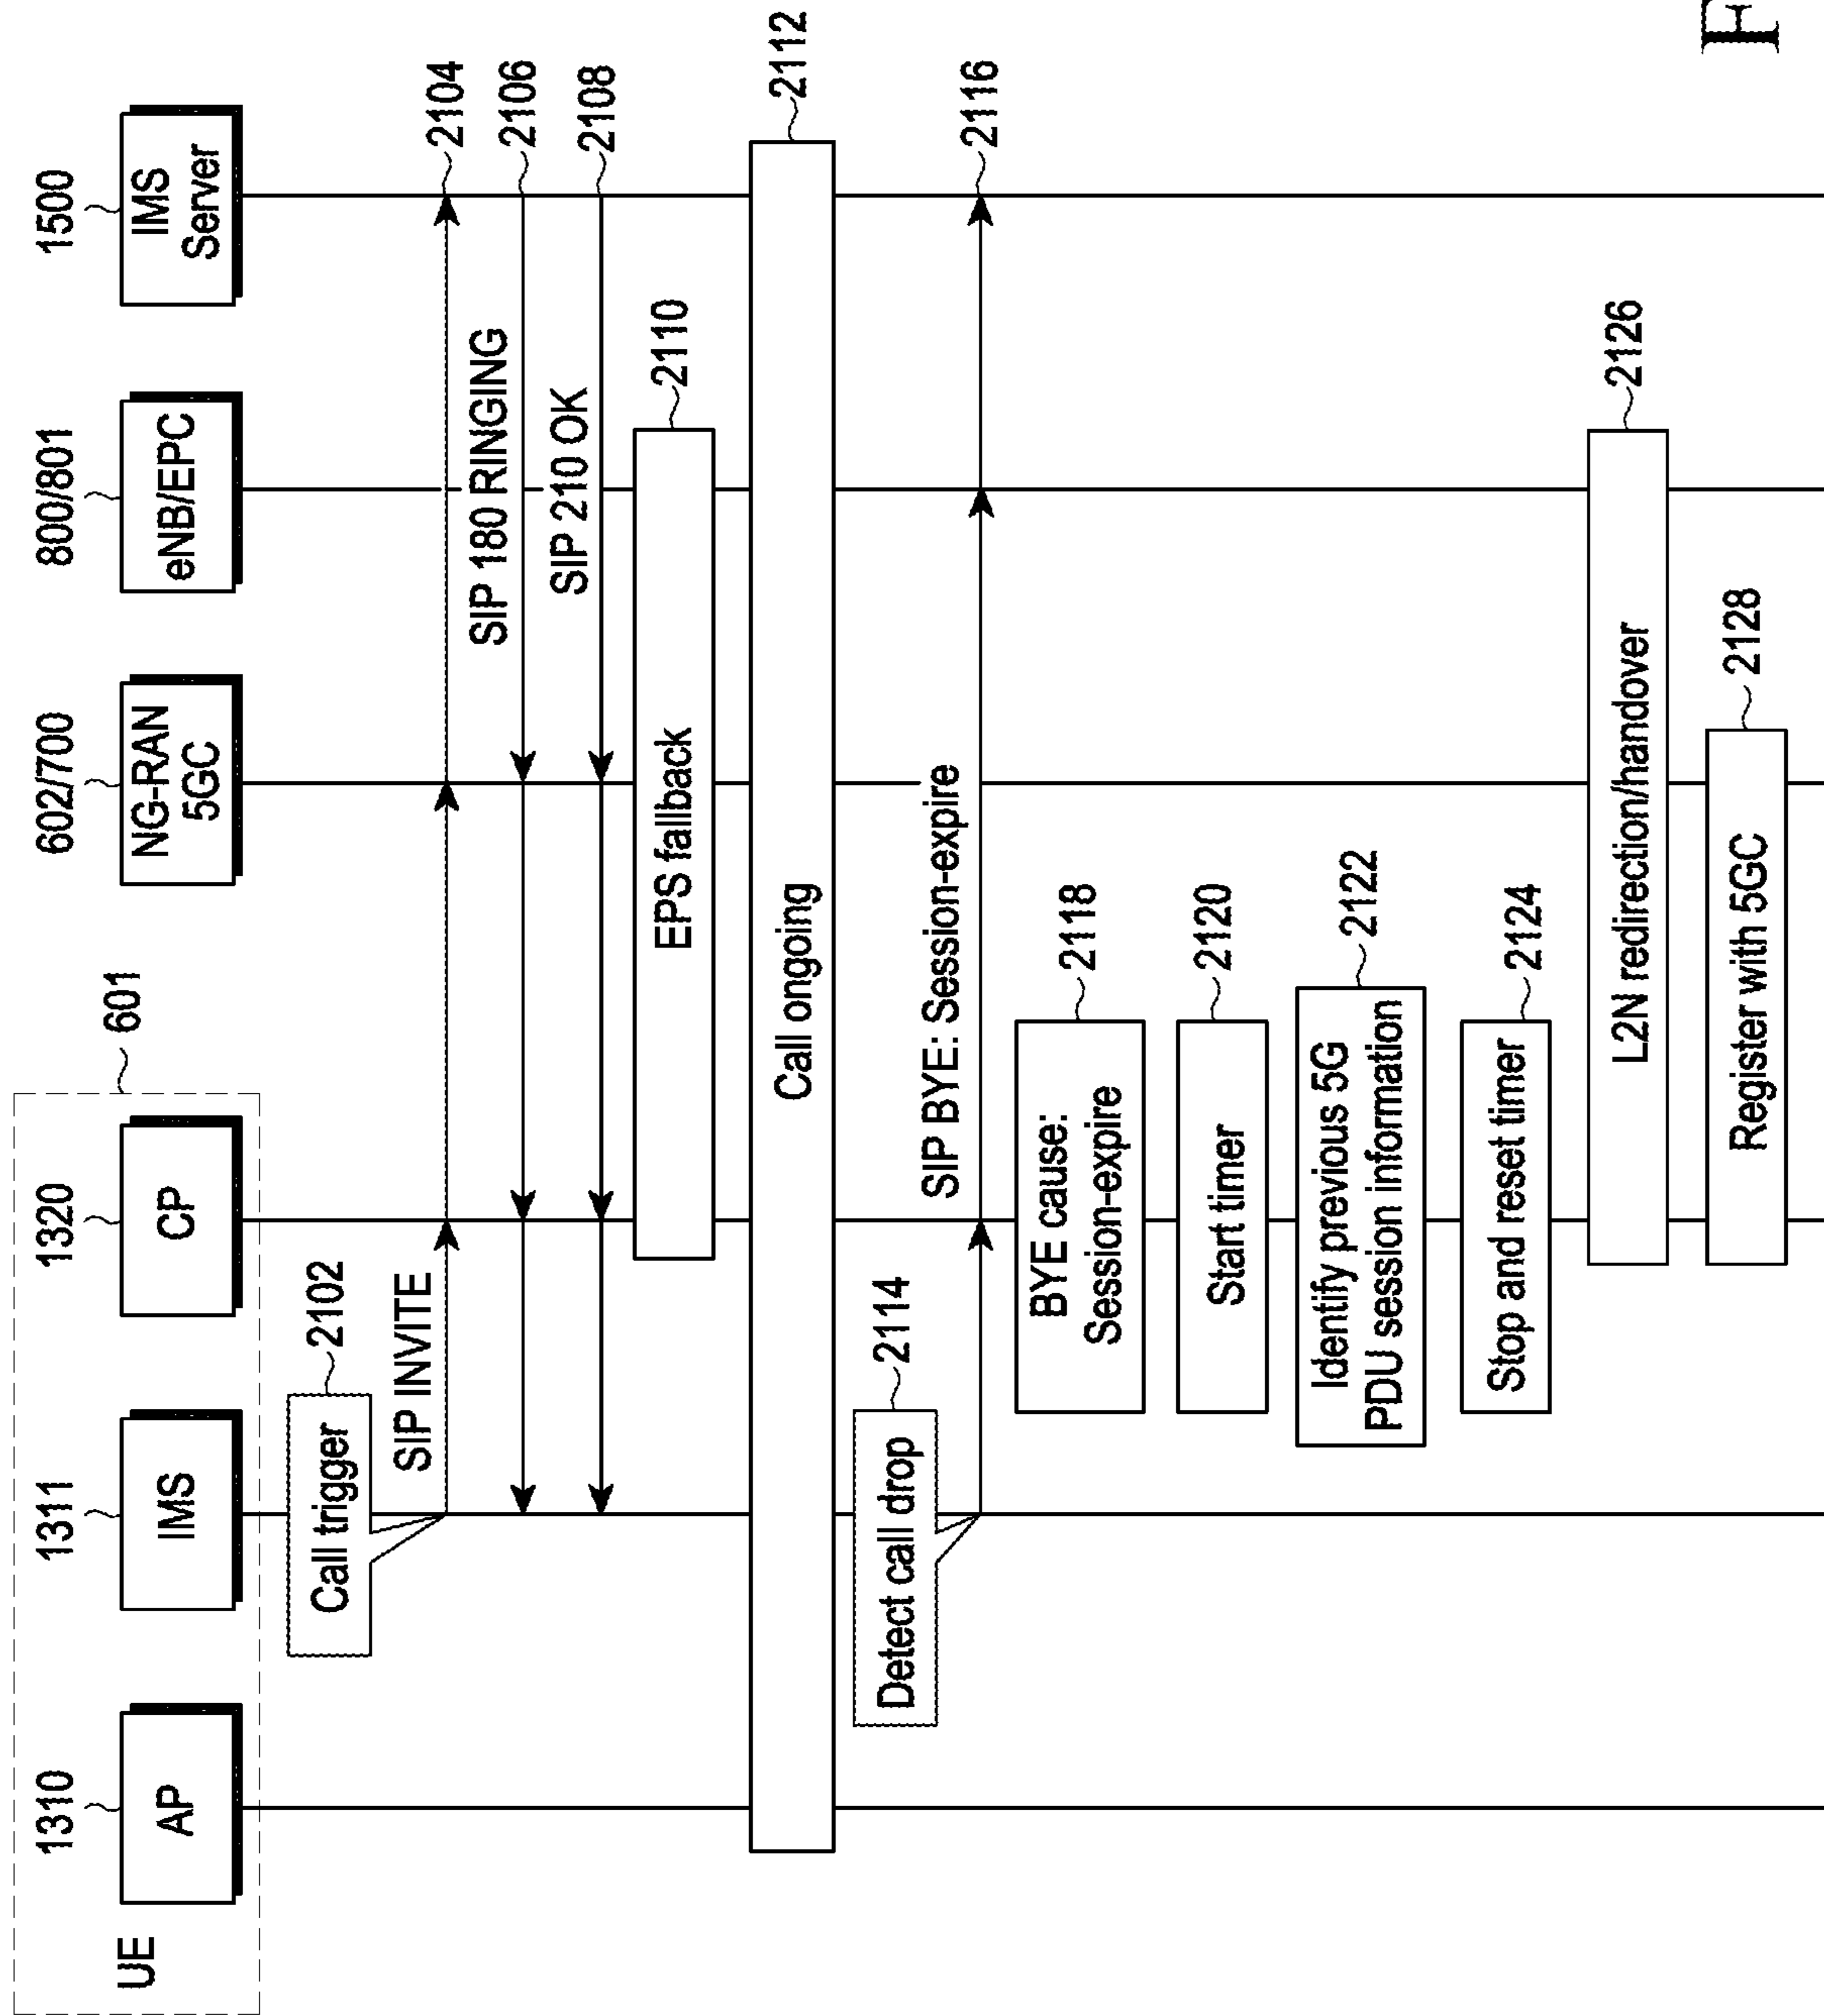 601
1310
1311
1320
602/700
800/801
1500
UE
AP
IMS
CP
NG-RAN
5GC
eNB/EPC
IMS
Server
Call trigger
2102
SIP INVITE
2104
SIP 180 RINGING
2106
SIP 210 OK
2108
EPS fallback
2110
Call ongoing
2112
Detect call drop
2114
SIP BYE: Session-expire
2116
BYE cause:
Session-expire
2118
Start timer
2120
Identify previous 5G
PDU session information
2122
Stop and reset timer
2124
L2N redirection/handover
2126
Register with 5GC
2128